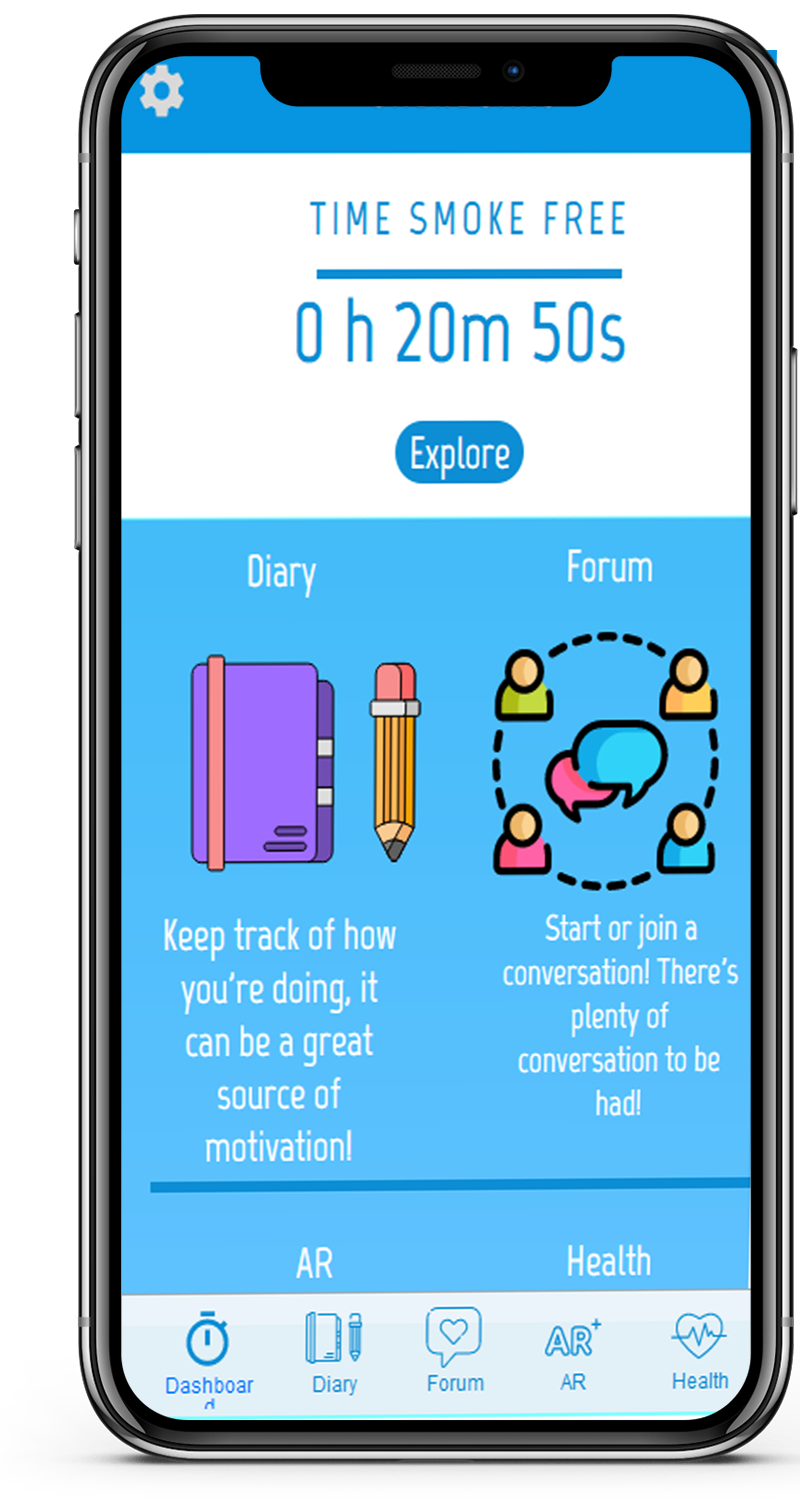 TIME SMOKE FREE
0 h 20m 50s
Explore
Diary
Keep track of how
you're doing, it
can be a great
source of
motivation!
Forum
Start or join a
conversation! There's
plenty of
conversation to be
had!
AR
Health
Dashboar
d
Diary
Forum
AR+
AR
Health